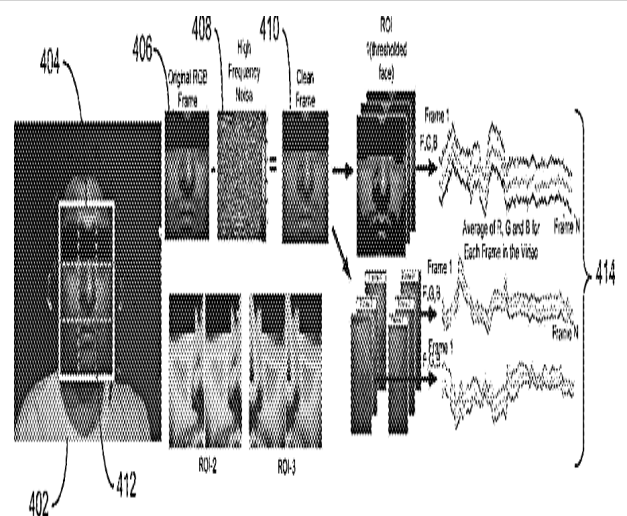 404
406
408
410
Original RGB
Frame
High
Frequency
Noise
Clean
Frame
ROI
(thresholded
face)
Frame 1
Frame N
Average of R, G and B for
Each Frame in the Video
Frame 1
Frame N
Frame 1
414
ROI-2
ROI-3
402
412